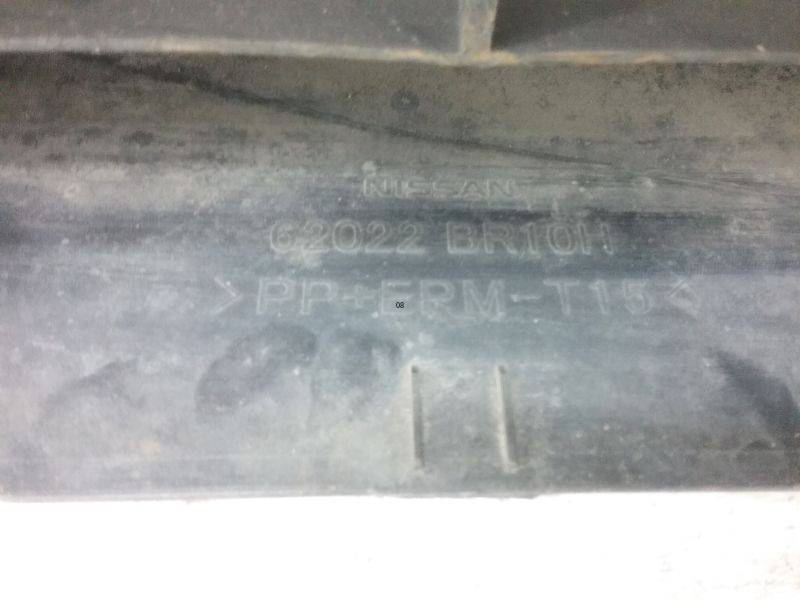 NISSAN
62022 BR10H
>PP+EPM-T15<
08